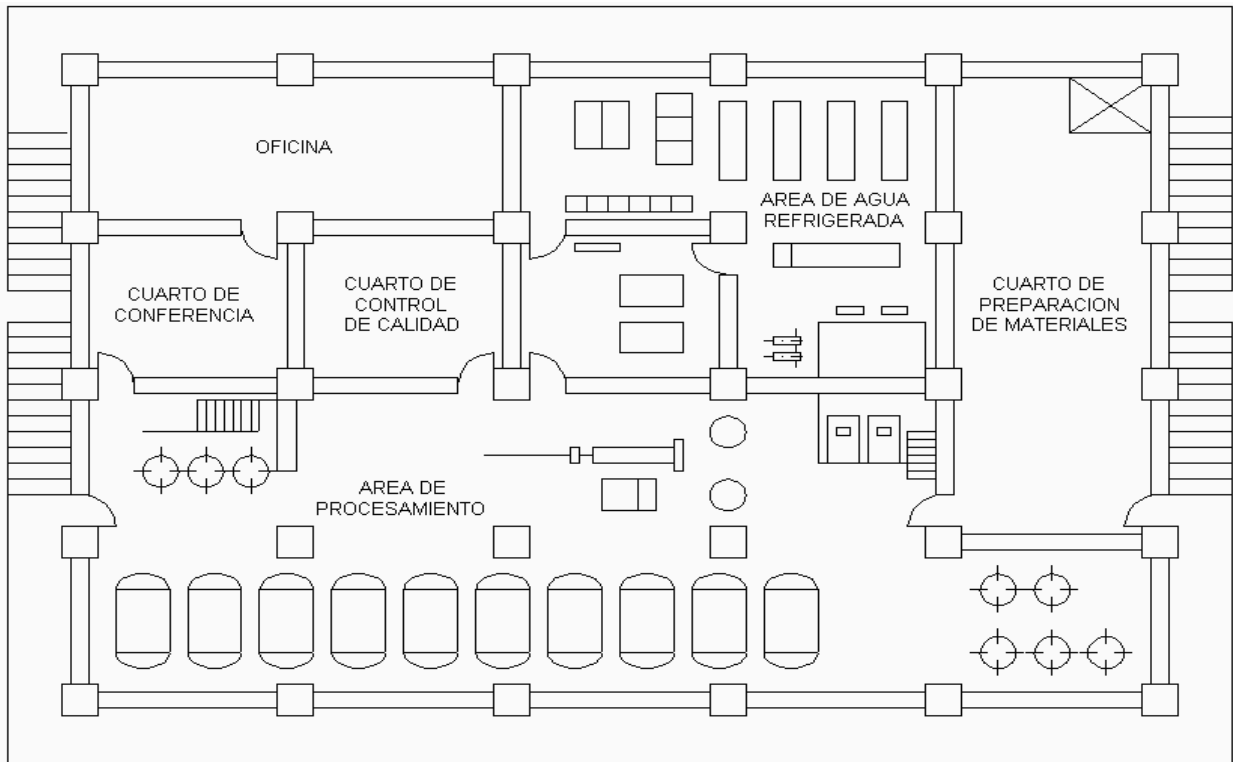 OFICINA
AREA DE AGUA
REFRIGERADA
CUARTO DE
CONFERENCIA
CUARTO DE
CONTROL
DE CALIDAD
CUARTO DE
PREPARACION
DE MATERIALES
AREA DE
PROCESAMIENTO